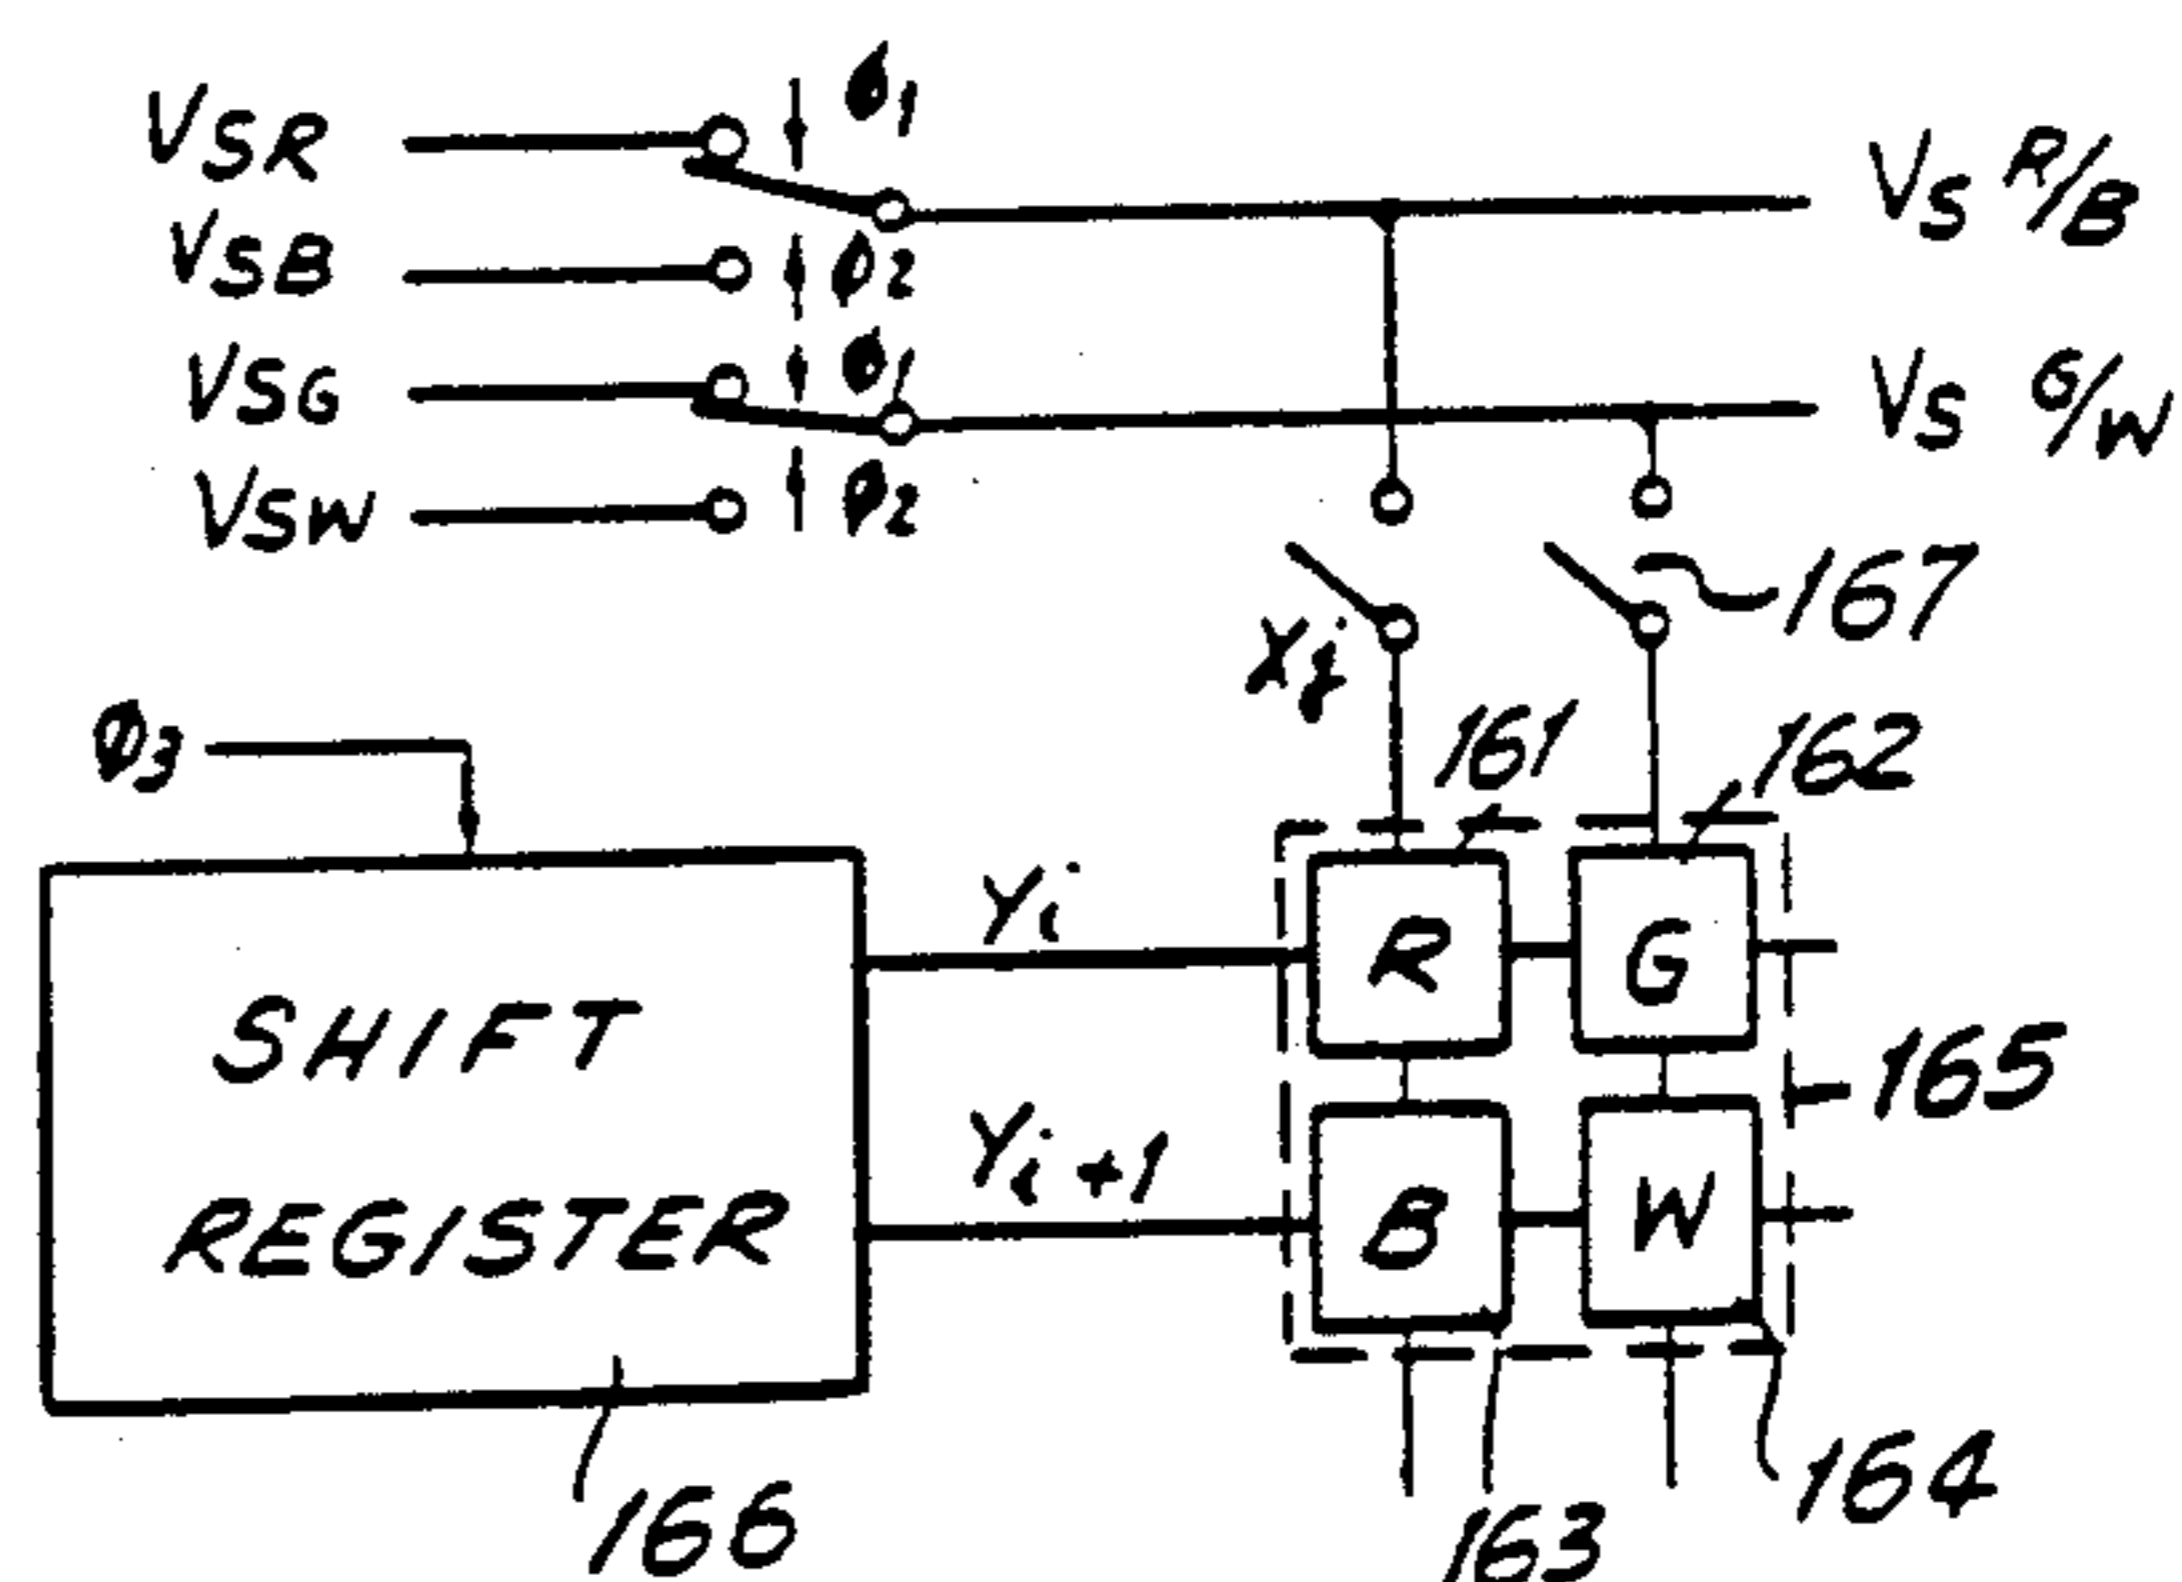 VSR
ø1
VS R/B
VSB
ø2
VSG
ø1
VS G/W
VSW
ø2
167
Xj
ø3
161
162
Yi
R
G
SHIFT
REGISTER
165
Yi+1
B
W
166
163
164